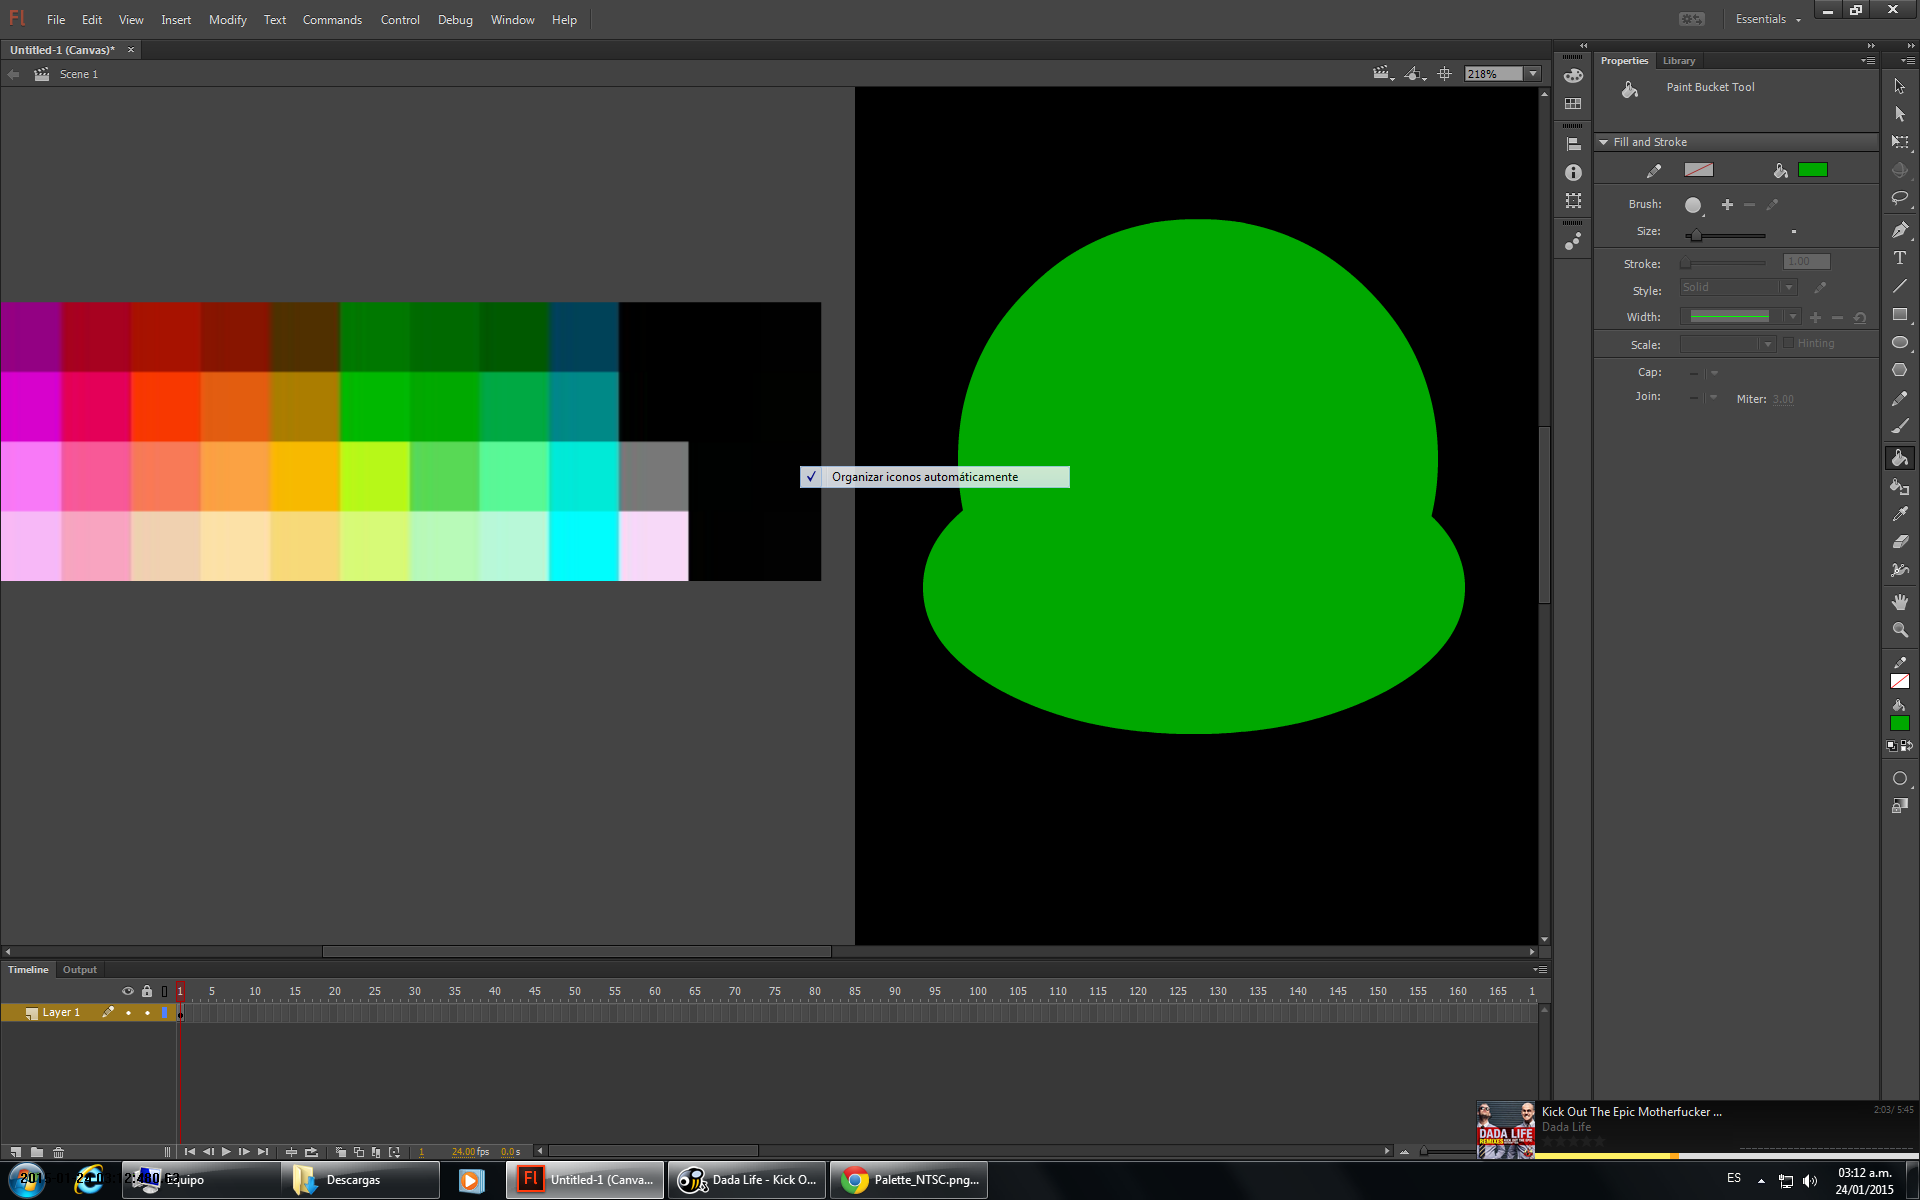 Fl File Edit View Insert Modify Text Commands Control Debug Window Help Essentials
Untitled-1 (Canvas)* ×
Scene 1 218%
Properties Library
Paint Bucket Tool
Fill and Stroke
Brush:
Size:
Stroke: 1.00
Style: Solid
Width:
Scale: Hinting
Cap:
Join: Miter: 3.00
✓ Organizar iconos automáticamente
Timeline Output
1 5 10 15 20 25 30 35 40 45 50 55 60 65 70 75 80 85 90 95 100 105 110 115 120 125 130 135 140 145 150 155 160 165 1
Layer 1
1 24.00 fps 0.0 s
Kick Out The Epic Motherfucker ... 2:03/ 5:45
Dada Life
DADA LIFE
Equipo
Descargas
Fl Untitled-1 (Canva...
Dada Life - Kick O...
Palette_NTSC.png...
ES
03:12 a.m.
24/01/2015